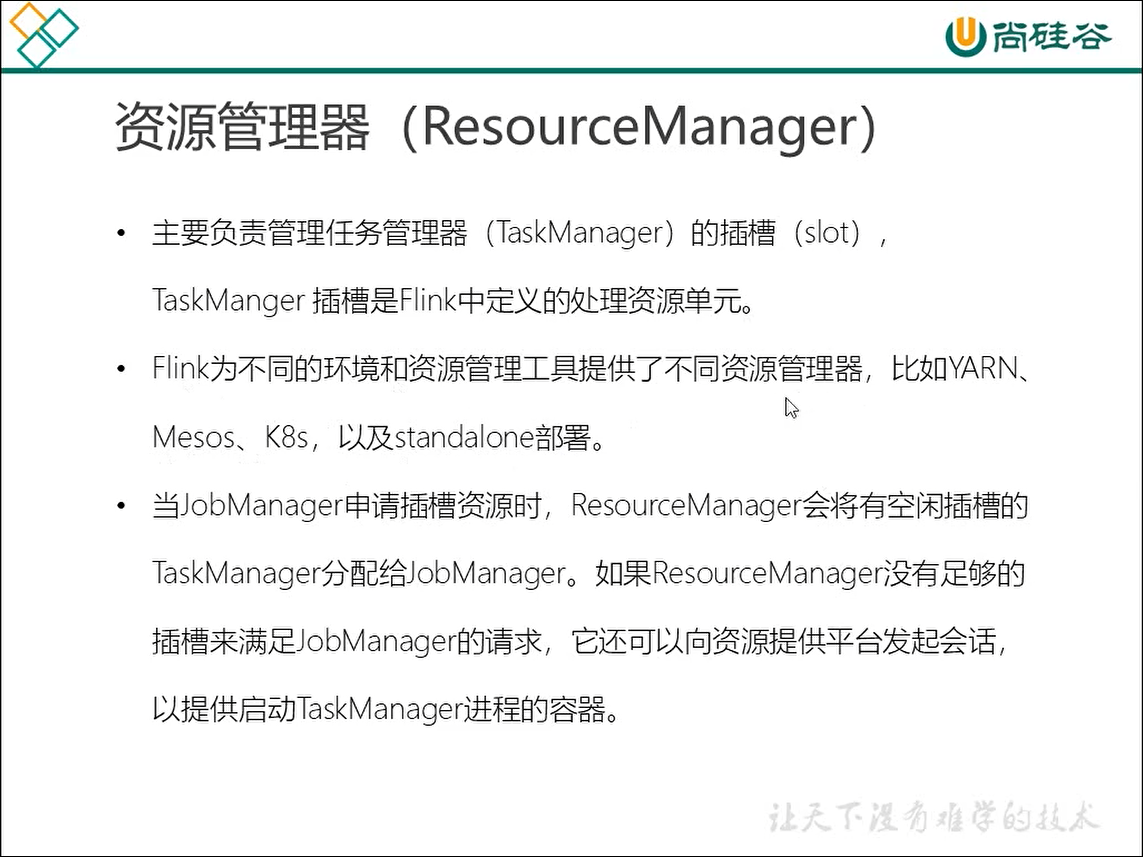 尚硅谷
资源管理器（ResourceManager）
• 主要负责管理任务管理器（TaskManager）的插槽（slot），
TaskManger 插槽是Flink中定义的处理资源单元。
• Flink为不同的环境和资源管理工具提供了不同资源管理器，比如YARN、
Mesos、K8s，以及standalone部署。
• 当JobManager申请插槽资源时，ResourceManager会将有空闲插槽的
TaskManager分配给JobManager。如果ResourceManager没有足够的
插槽来满足JobManager的请求，它还可以向资源提供平台发起会话，
以提供启动TaskManager进程的容器。
让天下没有难学的技术